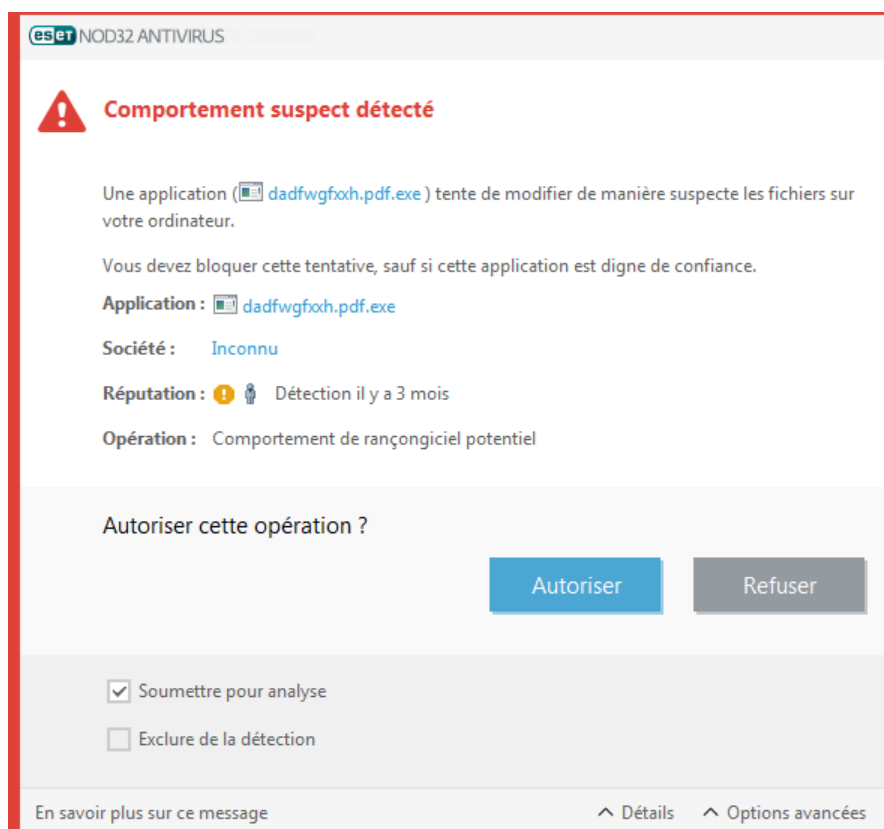 eseT NOD32 ANTIVIRUS
Comportement suspect détecté
Une application ( dadfwgfxxh.pdf.exe ) tente de modifier de manière suspecte les fichiers sur
votre ordinateur.
Vous devez bloquer cette tentative, sauf si cette application est digne de confiance.
Application : dadfwgfxxh.pdf.exe
Société : Inconnu
Réputation : Détection il y a 3 mois
Opération : Comportement de rançongiciel potentiel
Autoriser cette opération ?
Autoriser Refuser
Soumettre pour analyse
Exclure de la détection
En savoir plus sur ce message Détails Options avancées